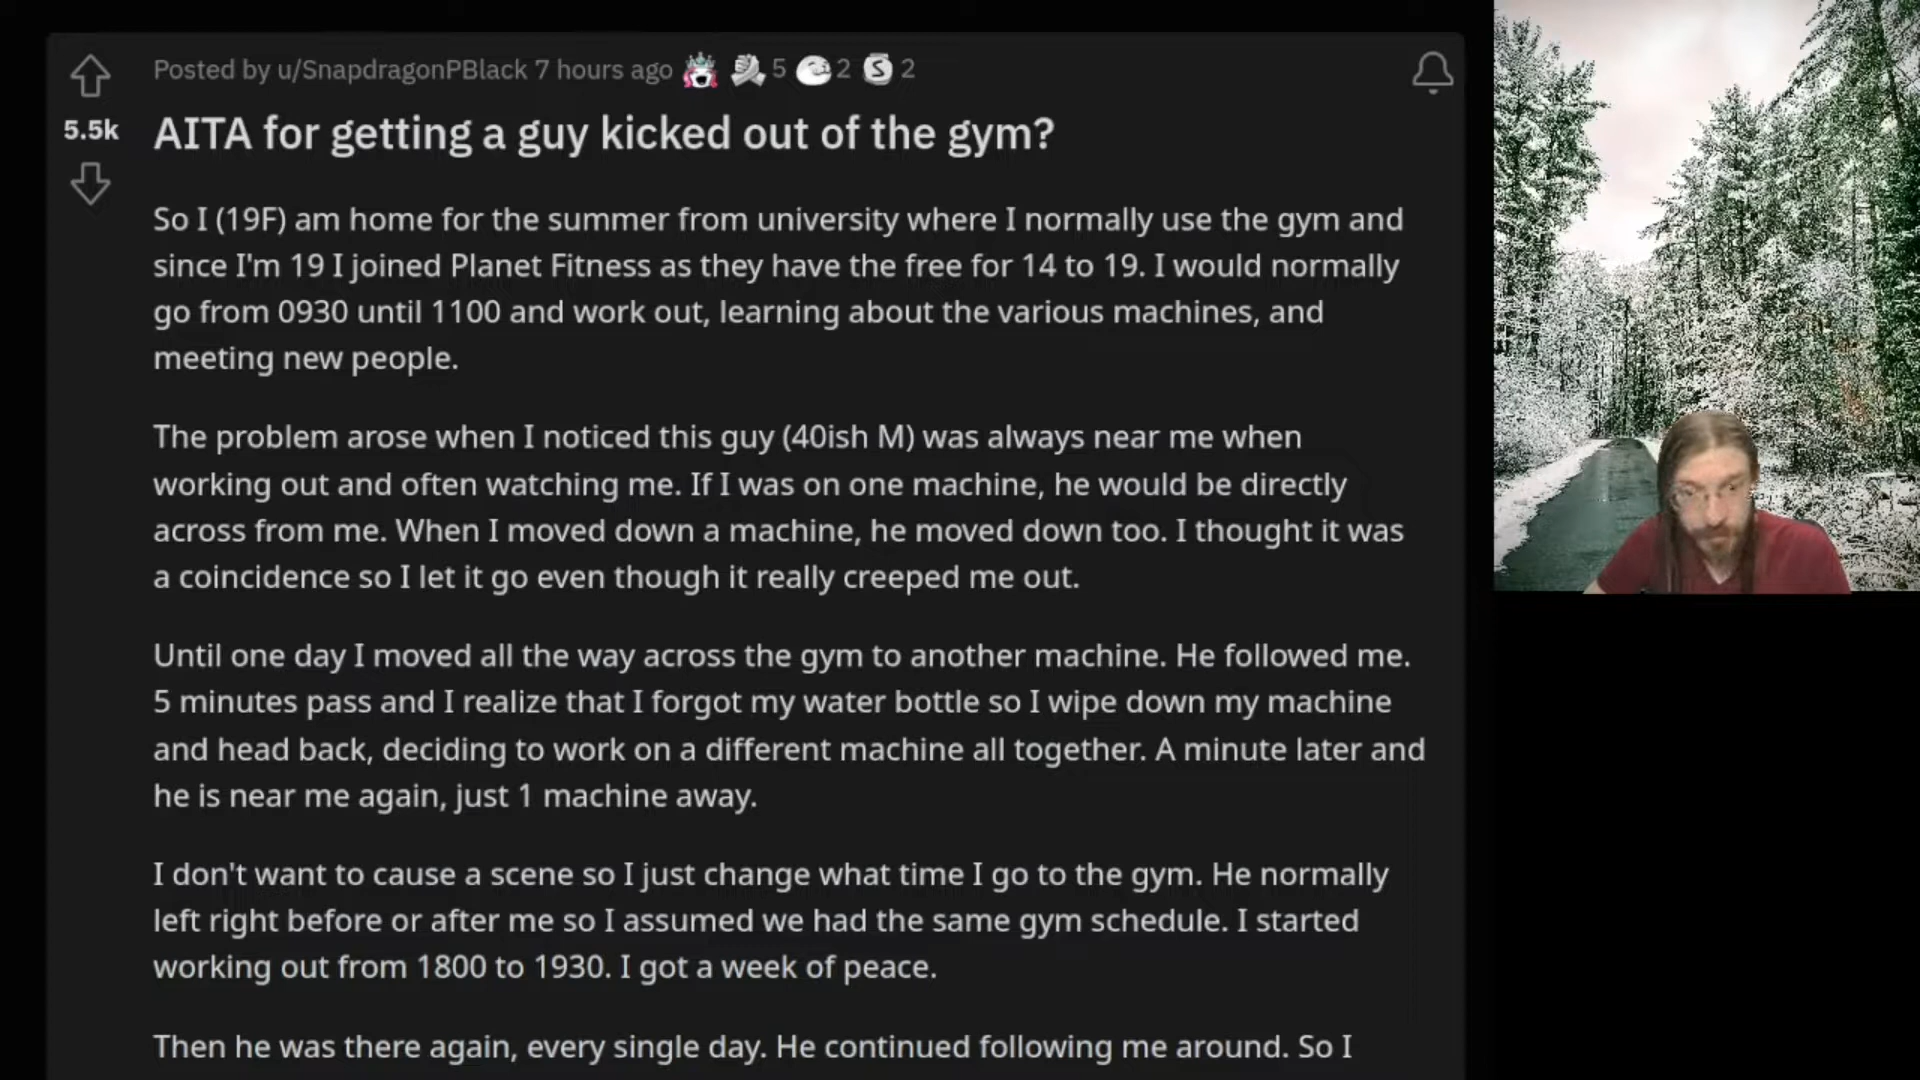 Posted by u/SnapdragonPBlack 7 hours ago 5 2 2
5.5k
AITA for getting a guy kicked out of the gym?
So I (19F) am home for the summer from university where I normally use the gym and
since I'm 19 I joined Planet Fitness as they have the free for 14 to 19. I would normally
go from 0930 until 1100 and work out, learning about the various machines, and
meeting new people.
The problem arose when I noticed this guy (40ish M) was always near me when
working out and often watching me. If I was on one machine, he would be directly
across from me. When I moved down a machine, he moved down too. I thought it was
a coincidence so I let it go even though it really creeped me out.
Until one day I moved all the way across the gym to another machine. He followed me.
5 minutes pass and I realize that I forgot my water bottle so I wipe down my machine
and head back, deciding to work on a different machine all together. A minute later and
he is near me again, just 1 machine away.
I don't want to cause a scene so I just change what time I go to the gym. He normally
left right before or after me so I assumed we had the same gym schedule. I started
working out from 1800 to 1930. I got a week of peace.
Then he was there again, every single day. He continued following me around. So I